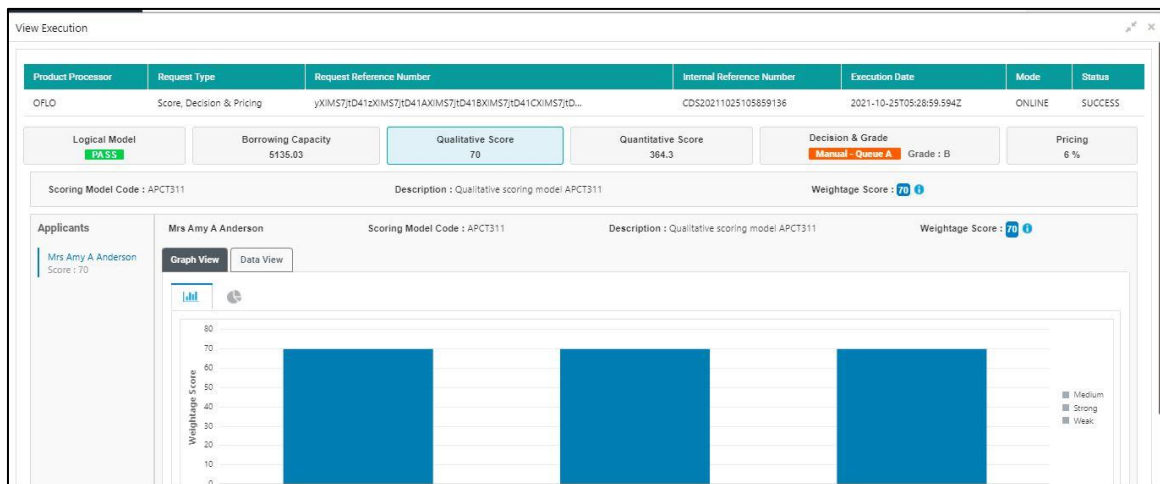 View Execution
Product Processor Request Type Request Reference Number Internal Reference Number Execution Date Mode Status
OFLO Score, Decision & Pricing yXIMS7jtD41zXIMS7jtD41AXIMS7jtD41BXIMS7jtD41CXIMS7jtD... CDS20211025105859136 2021-10-25T05:28:59.594Z ONLINE SUCCESS
Logical Model Borrowing Capacity Qualitative Score Quantitative Score Decision & Grade Pricing
PASS 5135.03 70 364.3 Manual - Queue A Grade : B 6 %
Scoring Model Code : APCT311 Description : Qualitative scoring model APCT311 Weightage Score : 70
Applicants Mrs Amy A Anderson Scoring Model Code : APCT311 Description : Qualitative scoring model APCT311 Weightage Score : 70
Mrs Amy A Anderson
Score : 70
Graph View Data View
80
70
60
50
40
30
20
10
0
Weightage Score
Medium
Strong
Weak